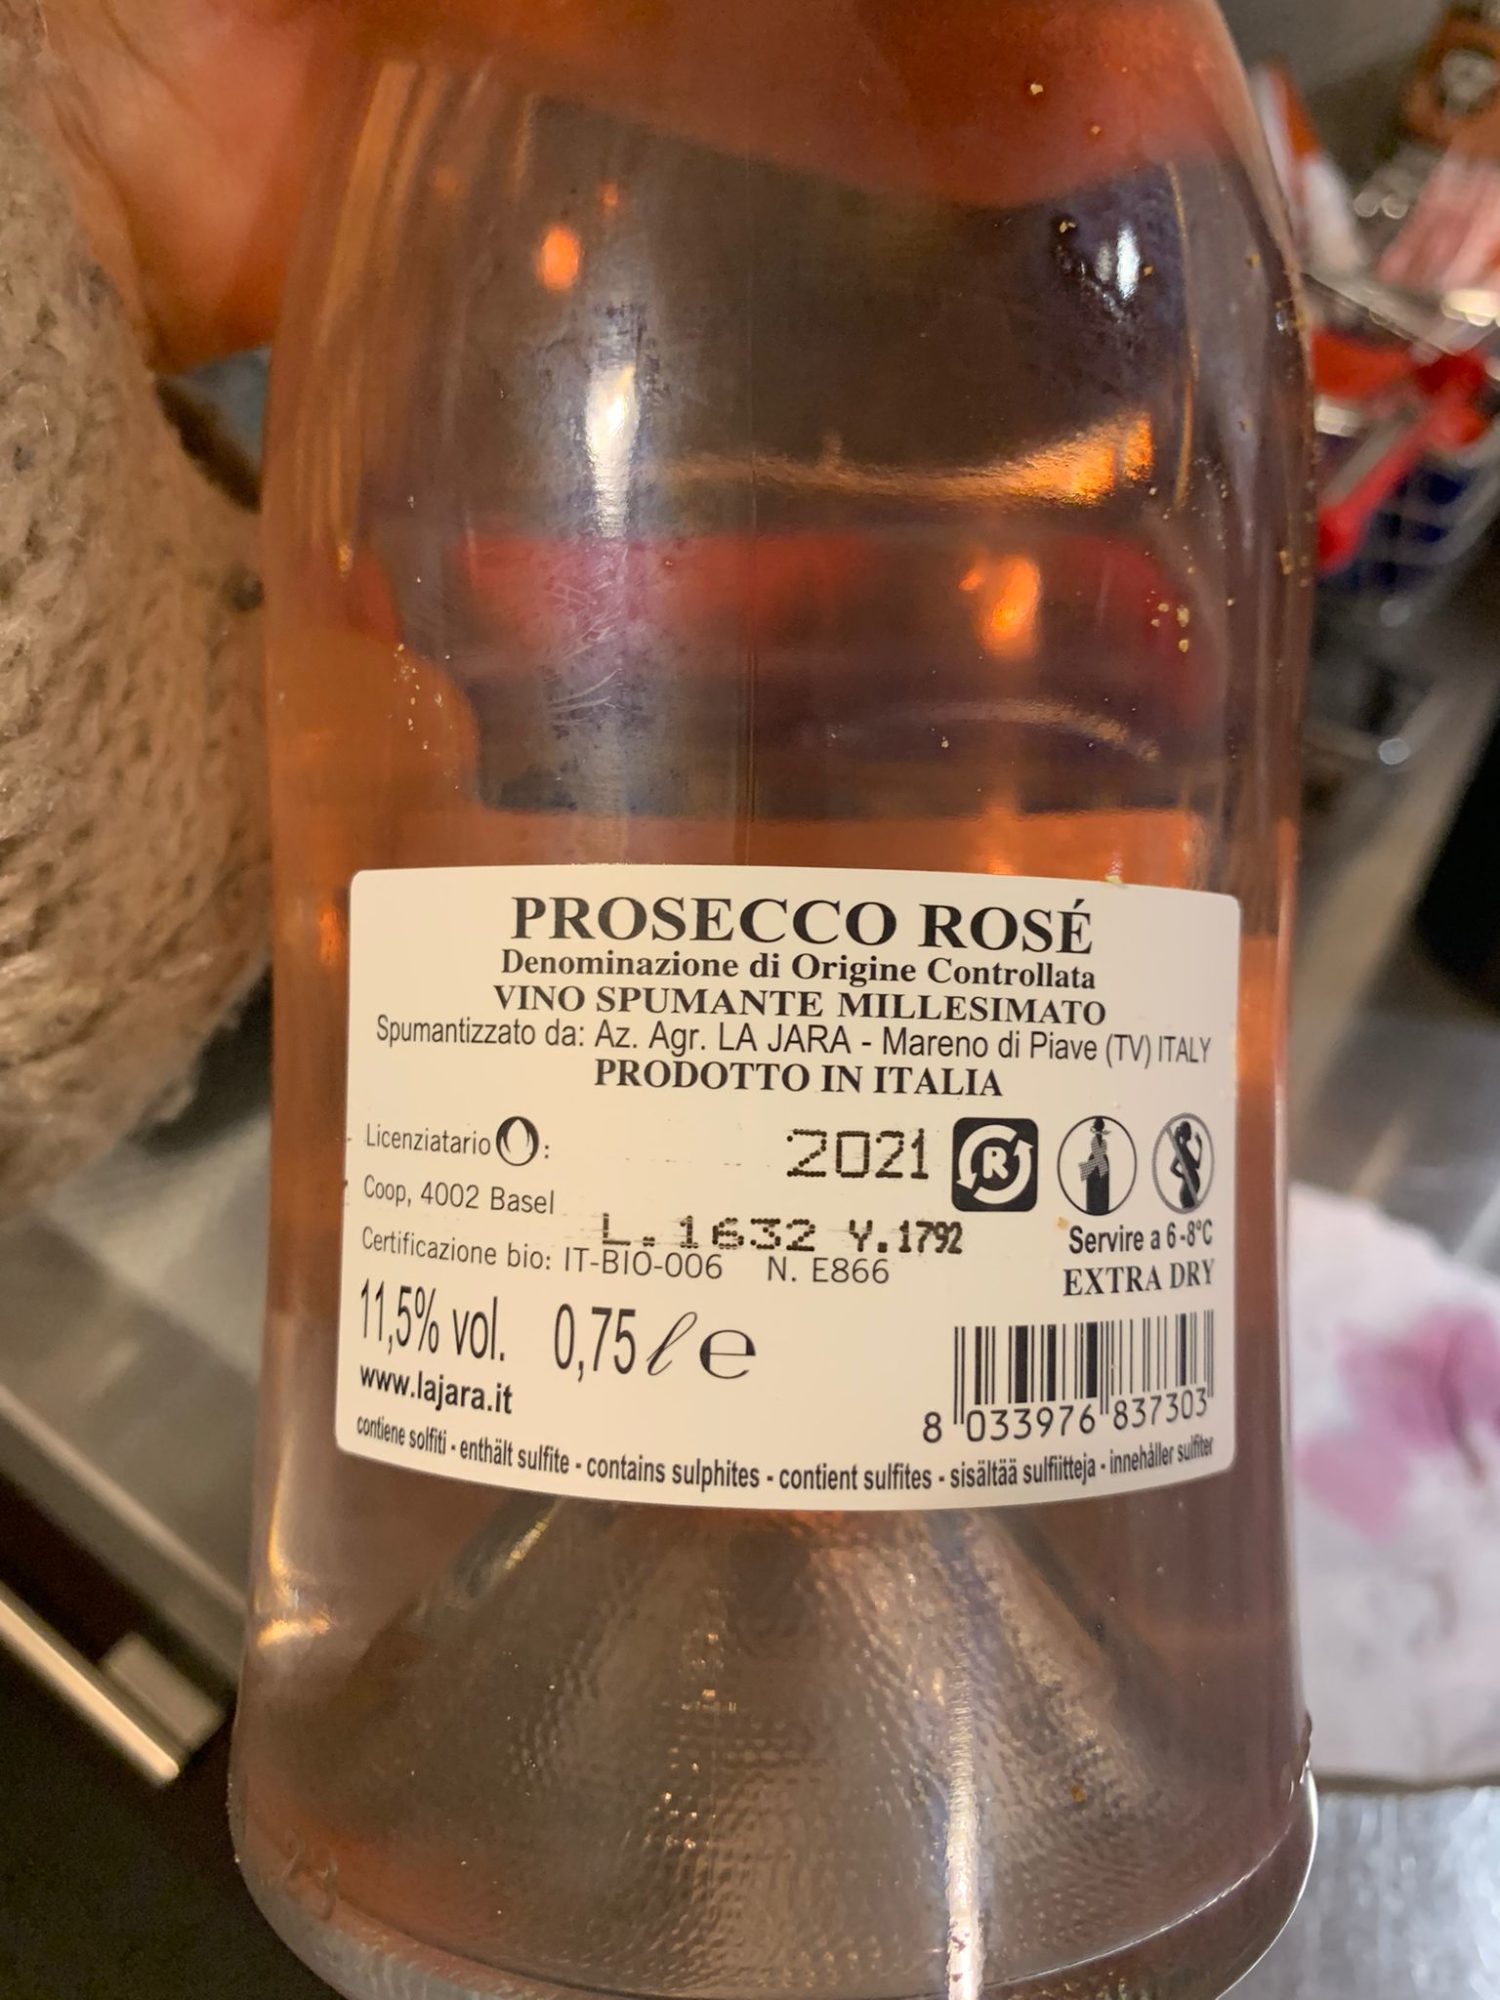 PROSECCO ROSÉ
Denominazione di Origine Controllata
VINO SPUMANTE MILLESIMATO
Spumantizzato da: Az. Agr. LA JARA - Mareno di Piave (TV) ITALY
PRODOTTO IN ITALIA
Licenziatario :
2021
R
Coop, 4002 Basel
L. 1632 Y.1792
Servire a 6-8°C
Certificazione bio: IT-BIO-006 N. E866
EXTRA DRY
11,5% vol. 0,75 ℓ e
www.lajara.it
8 033976 837303
contiene solfiti - enthält sulfite - contains sulphites - contient sulfites - sisältää sulfiitteja - innehåller sulfiter